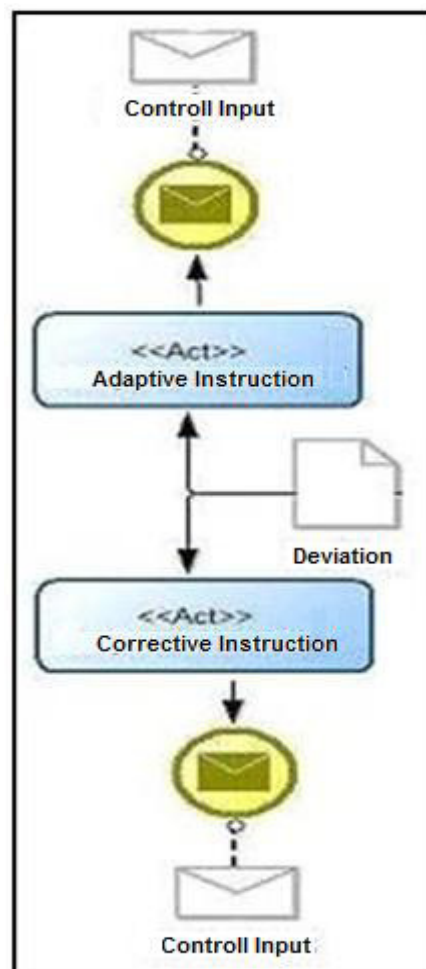 Controll Input
<<Act>>
Adaptive Instruction
Deviation
<<Act>>
Corrective Instruction
Controll Input